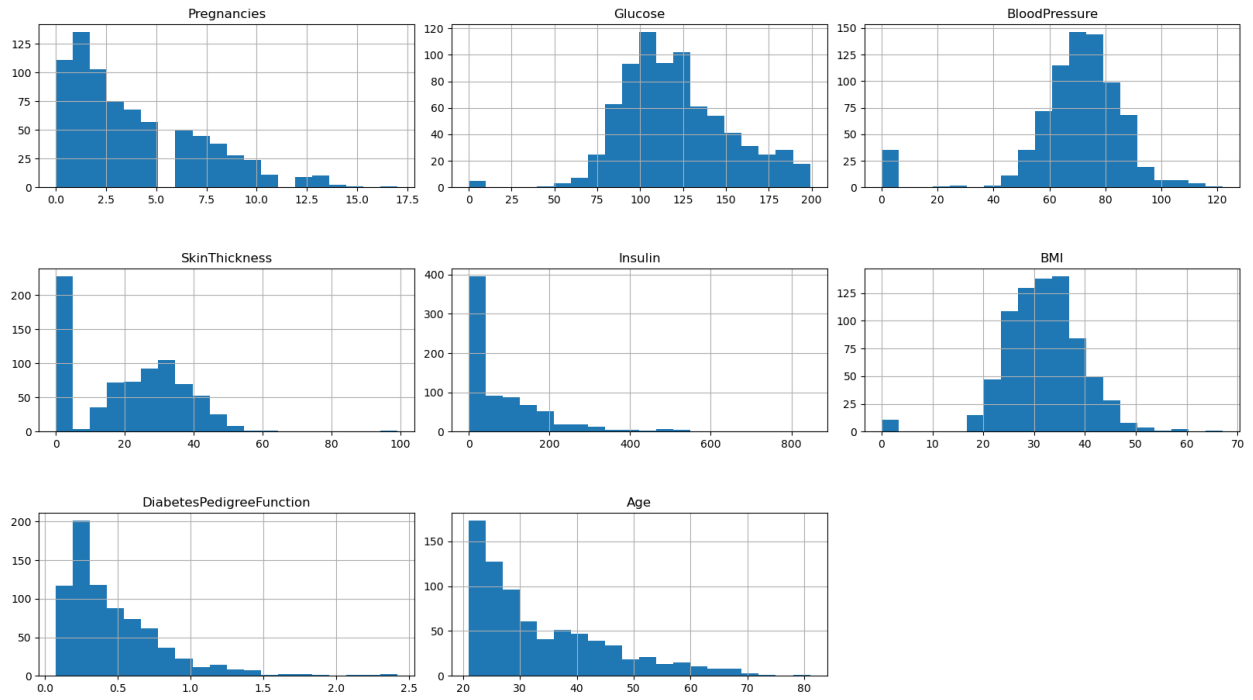 Pregnancies
125
100
75
50
25
0
0.0 2.5 5.0 7.5 10.0 12.5 15.0 17.5
Glucose
120
100
80
60
40
20
0
0 25 50 75 100 125 150 175 200
BloodPressure
150
125
100
75
50
25
0
0 20 40 60 80 100 120
SkinThickness
200
150
100
50
0
0 20 40 60 80 100
Insulin
400
300
200
100
0
0 200 400 600 800
BMI
125
100
75
50
25
0
0 10 20 30 40 50 60 70
DiabetesPedigreeFunction
200
150
100
50
0
0.0 0.5 1.0 1.5 2.0 2.5
Age
150
100
50
0
20 30 40 50 60 70 80